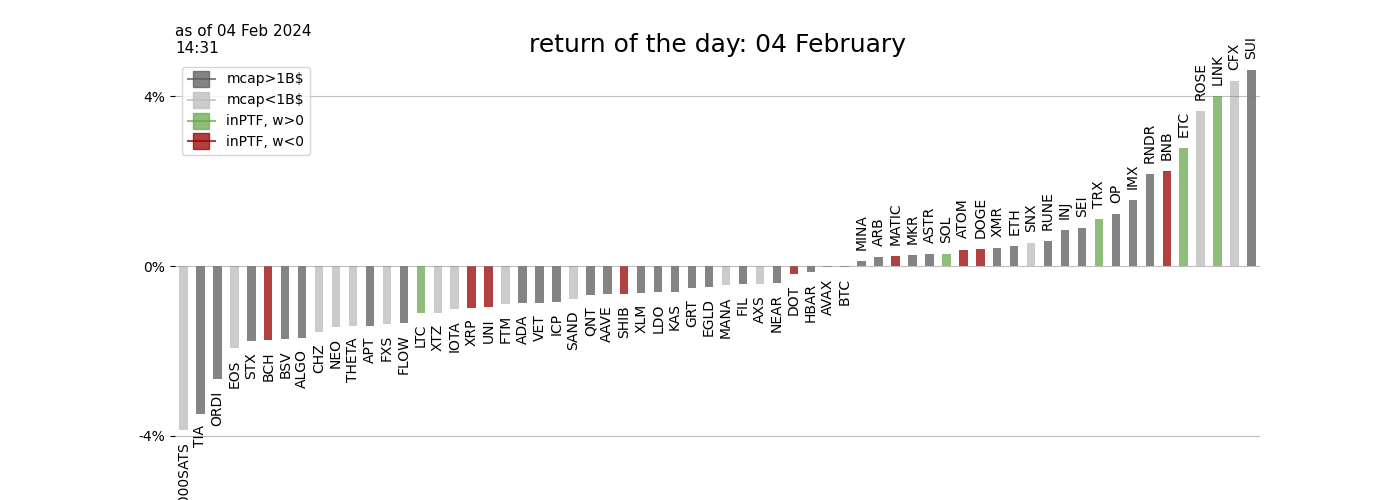 as of 04 Feb 2024
14:31
return of the day: 04 February
mcap>1B$
mcap<1B$
inPTF, w>0
inPTF, w<0
4%
0%
-4%
000SATS
TIA
ORDI
EOS
STX
BCH
BSV
ALGO
CHZ
NEO
THETA
APT
FXS
FLOW
LTC
XTZ
IOTA
XRP
UNI
FTM
ADA
VET
ICP
SAND
QNT
AAVE
SHIB
XLM
LDO
KAS
GRT
EGLD
MANA
FIL
AXS
NEAR
DOT
HBAR
AVAX
BTC
MINA
ARB
MATIC
MKR
ASTR
SOL
ATOM
DOGE
XMR
ETH
SNX
RUNE
INJ
SEI
TRX
OP
IMX
RNDR
BNB
ETC
ROSE
LINK
CFX
SUI